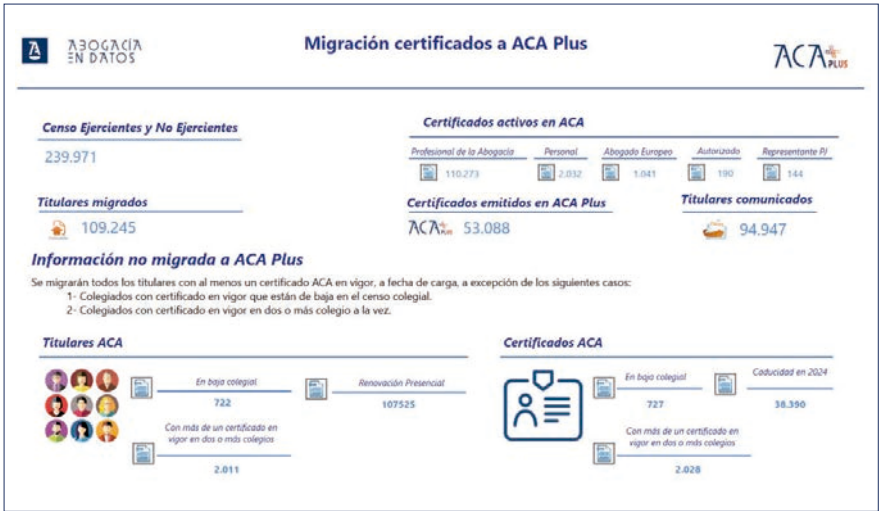 ABOGACÍA
EN DATOS
Migración certificados a ACA Plus
ACA PLUS
Censo Ejercientes y No Ejercientes
239.971
Certificados activos en ACA
Profesional de la Abogacía
110.273
Personal
2.032
Abogado Europeo
1.041
Autorizado
190
Representante PJ
144
Titulares migrados
109.245
Certificados emitidos en ACA Plus
ACA PLUS 53.088
Titulares comunicados
94.947
Información no migrada a ACA Plus
Se migrarán todos los titulares con al menos un certificado ACA en vigor, a fecha de carga, a excepción de los siguientes casos:
1- Colegiados con certificado en vigor que están de baja en el censo colegial.
2- Colegiados con certificado en vigor en dos o más colegio a la vez.
Titulares ACA
En baja colegial
722
Renovación Presencial
107525
Con más de un certificado en
vigor en dos o más colegios
2.011
Certificados ACA
En baja colegial
727
Caducidad en 2024
38.390
Con más de un certificado en
vigor en dos o más colegios
2.028